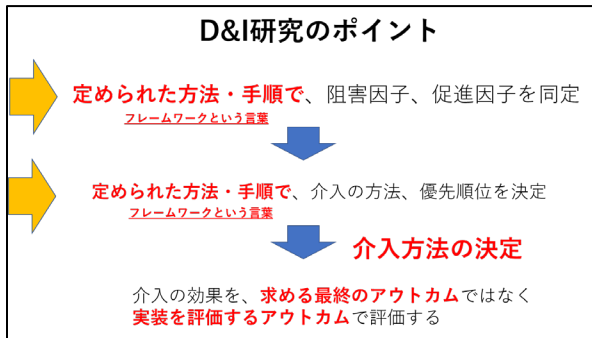 D&I研究のポイント
定められた方法・手順で、阻害因子、促進因子を同定
フレームワークという言葉
定められた方法・手順で、介入の方法、優先順位を決定
フレームワークという言葉
介入方法の決定
介入の効果を、求める最終のアウトカムではなく
実装を評価するアウトカムで評価する